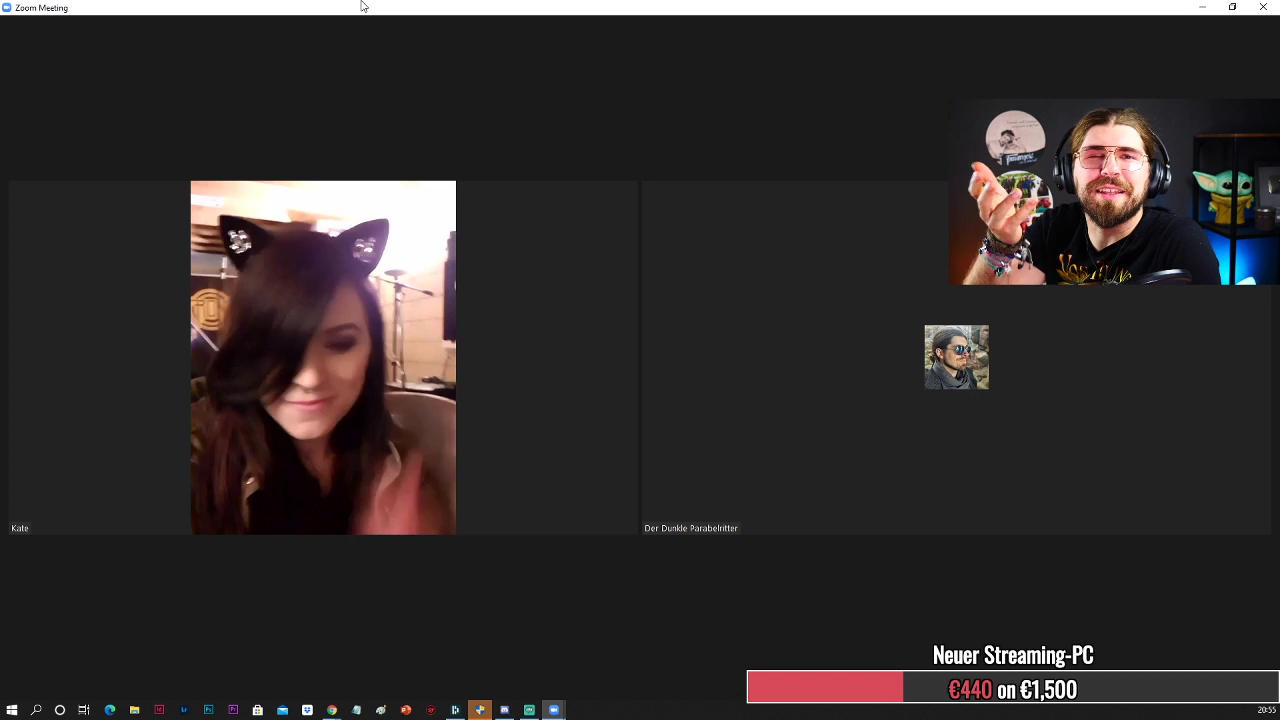 Zoom Meeting
Kate
Der Dunkle Parabelritter
Neuer Streaming-PC
€440 on €1,500
20:55